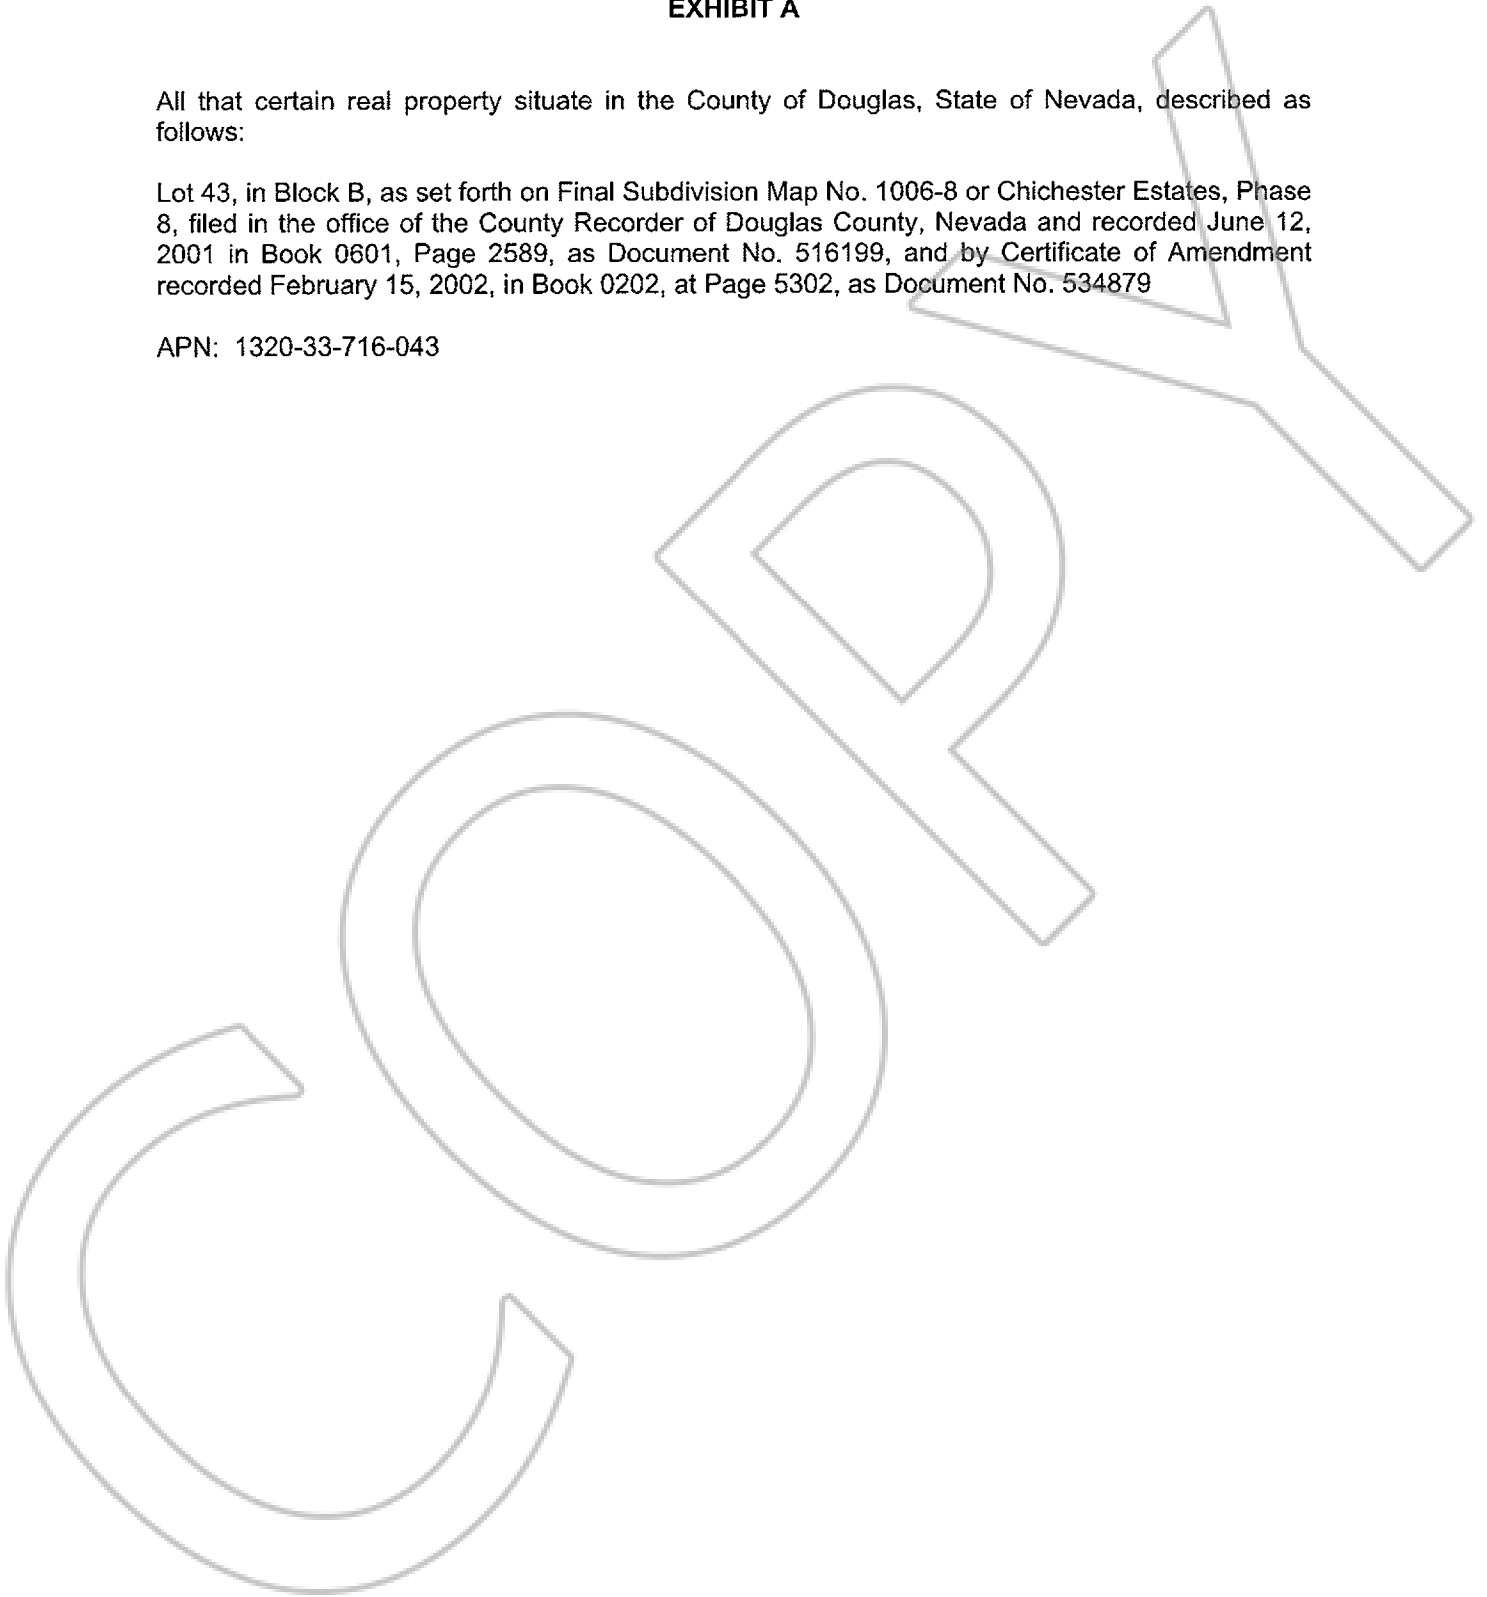 EXHIBIT A
All that certain real property situate in the County of Douglas, State of Nevada, described as
follows:
Lot 43, in Block B, as set forth on Final Subdivision Map No. 1006-8 or Chichester Estates, Phase
8, filed in the office of the County Recorder of Douglas County, Nevada and recorded June 12,
2001 in Book 0601, Page 2589, as Document No. 516199, and by Certificate of Amendment
recorded February 15, 2002, in Book 0202, at Page 5302, as Document No. 534879
APN: 1320-33-716-043
COPY